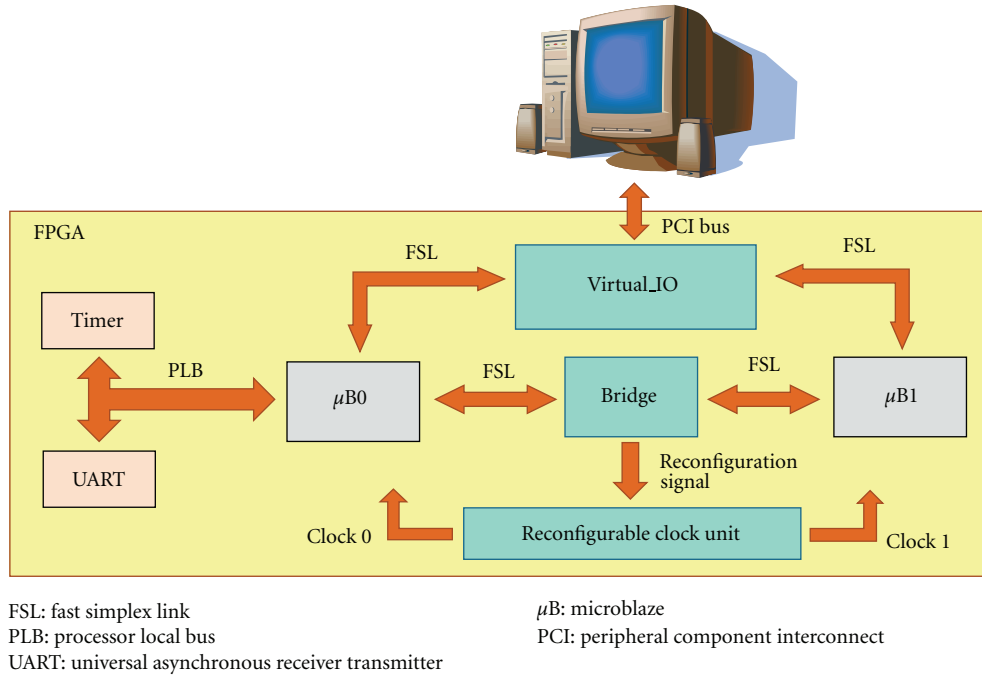 PCI bus
FPGA
FSL
FSL
Virtual_IO
Timer
PLB
FSL
FSL
µB0
Bridge
µB1
UART
Reconfiguration
signal
Clock 0
Reconfigurable clock unit
Clock 1
FSL: fast simplex link
PLB: processor local bus
UART: universal asynchronous receiver transmitter
µB: microblaze
PCI: peripheral component interconnect